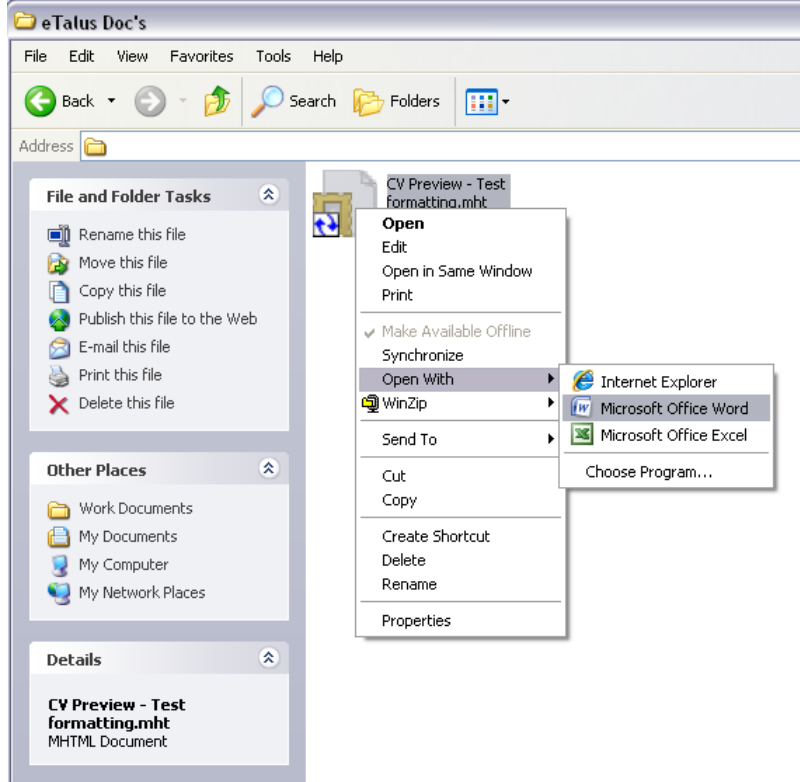 eTalus Doc's
File Edit View Favorites Tools Help
Back Search Folders
Address
File and Folder Tasks
Rename this file
Move this file
Copy this file
Publish this file to the Web
E-mail this file
Print this file
Delete this file
Other Places
Work Documents
My Documents
My Computer
My Network Places
Details
CV Preview - Test
formatting.mht
MHTML Document
CV Preview - Test
formatting.mht
Open
Edit
Open in Same Window
Print
Make Available Offline
Synchronize
Open With
WinZip
Send To
Cut
Copy
Create Shortcut
Delete
Rename
Properties
Internet Explorer
Microsoft Office Word
Microsoft Office Excel
Choose Program...